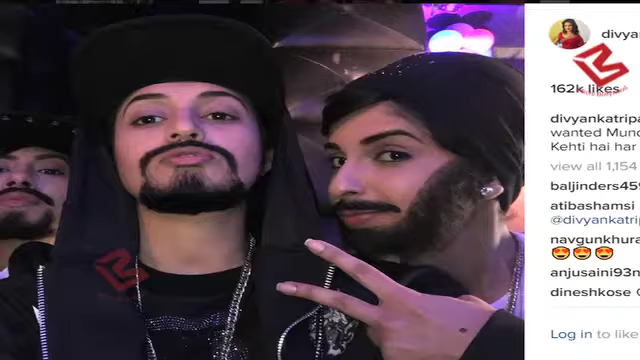 divyan
162k likes
divyankatripa
wanted Mund
Kehti hai har
view all 1,154
baljinders459
atibashamsi
@divyankatrip
navgunkhura
anjusaini93n
dineshkose
Log in to like